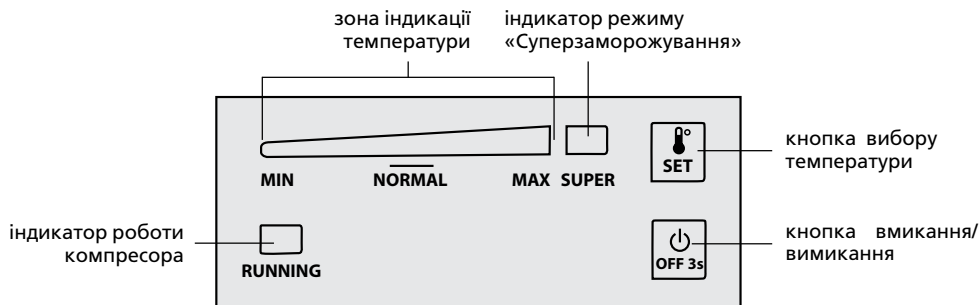 зона індикації
температури
індикатор режиму
«Суперзаморожування»
MIN
NORMAL
MAX
SUPER
SET
кнопка вибору
температури
індикатор роботи
компресора
RUNNING
OFF 3s
кнопка вмикання/
вимикання